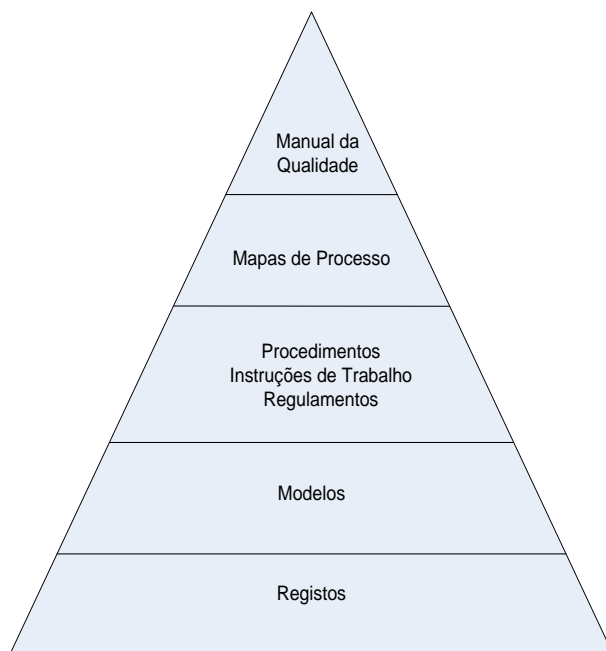 Manual da
Qualidade
Mapas de Processo
Procedimentos
Instruções de Trabalho
Regulamentos
Modelos
Registos